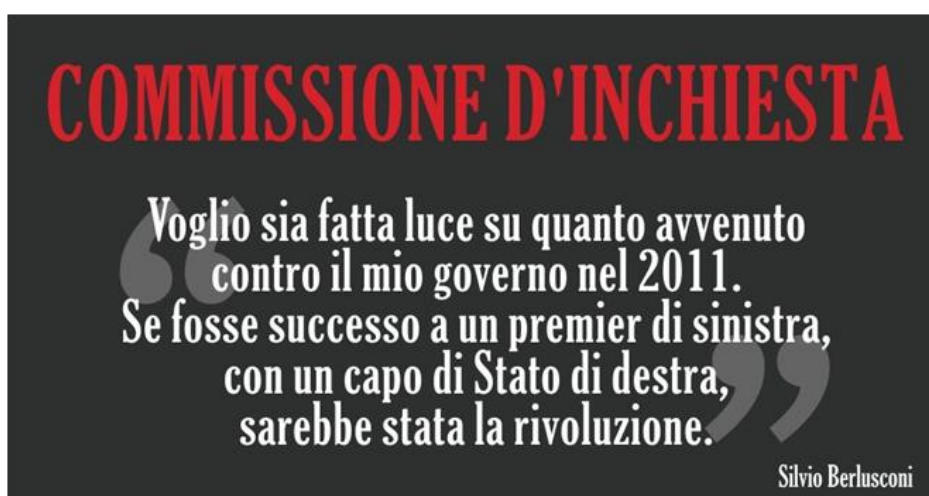 COMMISSIONE D'INCHIESTA
Voglio sia fatta luce su quanto avvenuto
contro il mio governo nel 2011.
Se fosse successo a un premier di sinistra,
con un capo di Stato di destra,
sarebbe stata la rivoluzione.
Silvio Berlusconi